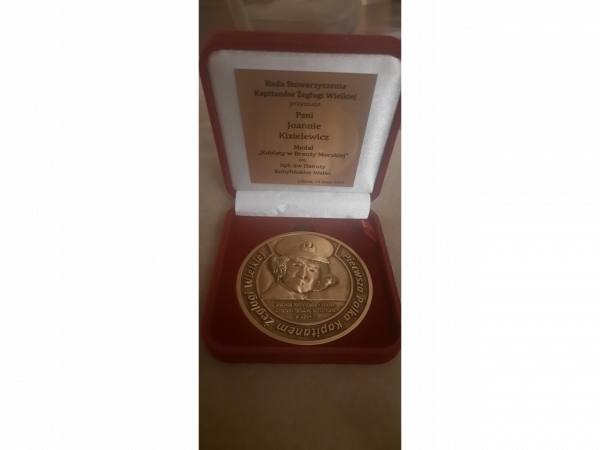 Rada Stowarzyszenia
Kapitanów Żeglugi Wielkiej
przyznaje
Pani
Joannie
Kizielewicz
Medal
„Kobiety w Branży Morskiej”
im.
kpt. żw Danuty
Kobylińskiej-Walas
Pierwsza Polka Kapitanem Żeglugi Wielkiej